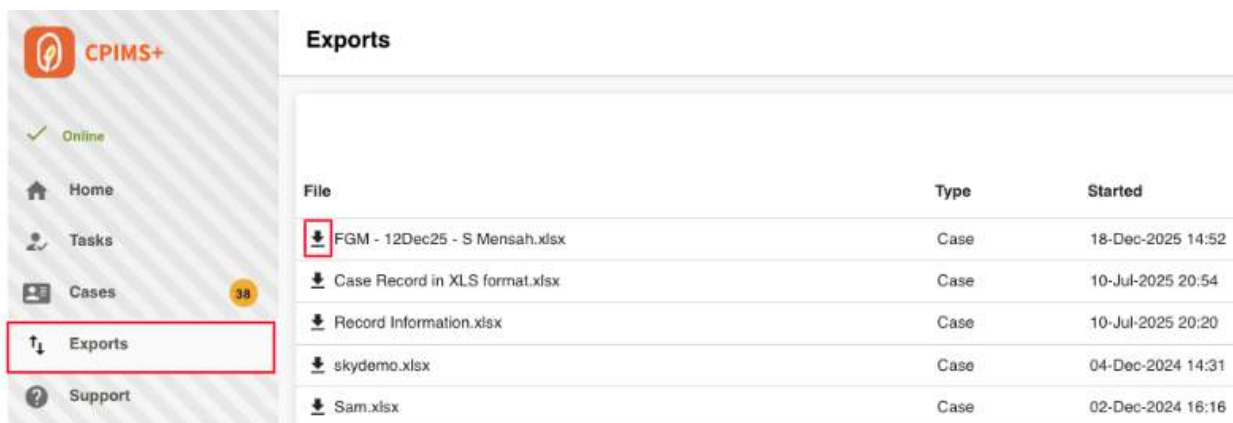 CPIMS+
Exports
Online
Home
Tasks
Cases 38
Exports
Support
File Type Started
FGM - 12Dec25 - S Mensah.xlsx Case 18-Dec-2025 14:52
Case Record in XLS format.xlsx Case 10-Jul-2025 20:54
Record Information.xlsx Case 10-Jul-2025 20:20
skydemo.xlsx Case 04-Dec-2024 14:31
Sam.xlsx Case 02-Dec-2024 16:16